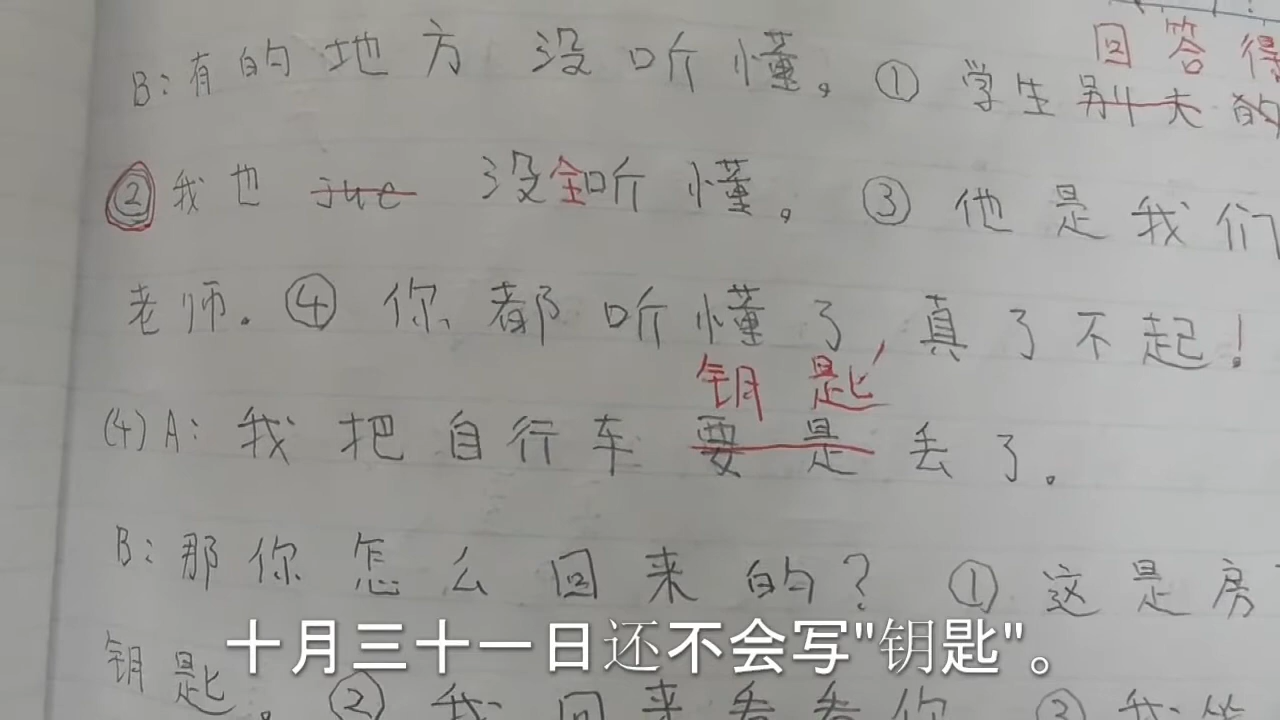 回答得
B:有的地方没听懂。①学生 的
②我也 jue 没全听懂。③他是我们
老师.④你都听懂了,真了不起!
钥匙
(4)A:我把自行车要是丢了。
B:那你怎么回来的?①这是房
十月三十一日还不会写"钥匙"。
钥匙。②我回来看看你 ③我